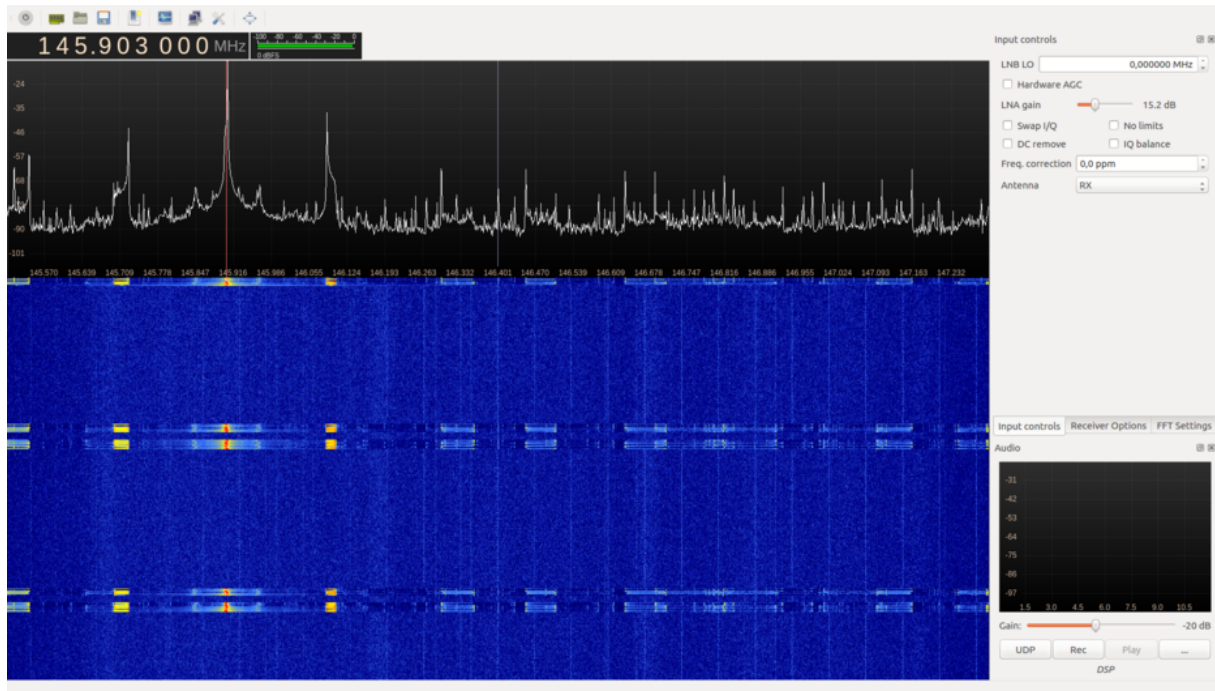 145.903 000 MHz
-100 -80 -60 -40 -20 0
0 dBFS
-24
-35
-46
-57
-68
-90
-101
145.570 145.639 145.709 145.778 145.847 145.916 145.986 146.055 146.124 146.193 146.263 146.332 146.401 146.470 146.539 146.609 146.678 146.747 146.816 146.886 146.955 147.024 147.093 147.163 147.232
Input controls
LNB LO 0,000000 MHz
Hardware AGC
LNA gain 15.2 dB
Swap I/Q No limits
DC remove IQ balance
Freq. correction 0,0 ppm
Antenna RX
Input controls Receiver Options FFT Settings
Audio
-31
-42
-53
-64
-75
-86
-97
1.5 3.0 4.5 6.0 7.5 9.0 10.5
Gain: -20 dB
UDP Rec Play ...
DSP